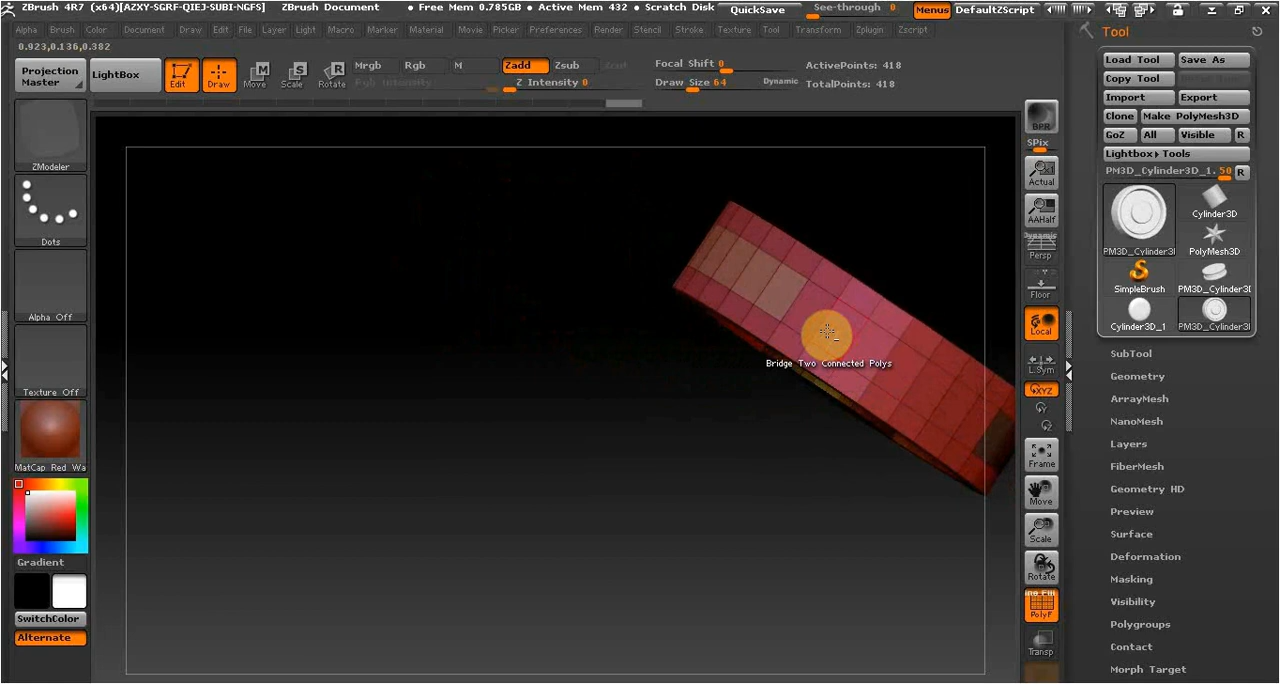 ZBrush 4R7 (x64)[AZXY-SGRF-QIEJ-SUBI-NGFS] ZBrush Document • Free Mem 0.785GB • Active Mem 432 • Scratch Disk QuickSave See-through 0 Menus DefaultZScript
Alpha Brush Color Document Draw Edit File Layer Light Macro Marker Material Movie Picker Preferences Render Stencil Stroke Texture Tool Transform Zplugin Zscript
0.923,0.136,0.382
Projection Master
LightBox
Edit
Draw
Move
Scale
Rotate
Mrgb Rgb M
Rgb Intensity
Zadd Zsub Zcut
Z Intensity 0
Focal Shift 0
Draw Size 64 Dynamic
ActivePoints: 418
TotalPoints: 418
ZModeler
Dots
Alpha Off
Texture Off
MatCap Red Wa
Gradient
SwitchColor
Alternate
Bridge Two Connected Polys
BPR
SPix
Actual
AAHalf
Dynamic
Persp
Floor
Local
L.Sym
XYZ
Frame
Move
Scale
Rotate
PolyF
Transp
Tool
Load Tool Save As
Copy Tool
Import Export
Clone Make PolyMesh3D
GoZ All Visible R
Lightbox▸Tools
PM3D_Cylinder3D_1. 50 R
Cylinder3D
PM3D_Cylinder3I PolyMesh3D
SimpleBrush PM3D_Cylinder3I
Cylinder3D_1 PM3D_Cylinder3I
SubTool
Geometry
ArrayMesh
NanoMesh
Layers
FiberMesh
Geometry HD
Preview
Surface
Deformation
Masking
Visibility
Polygroups
Contact
Morph Target